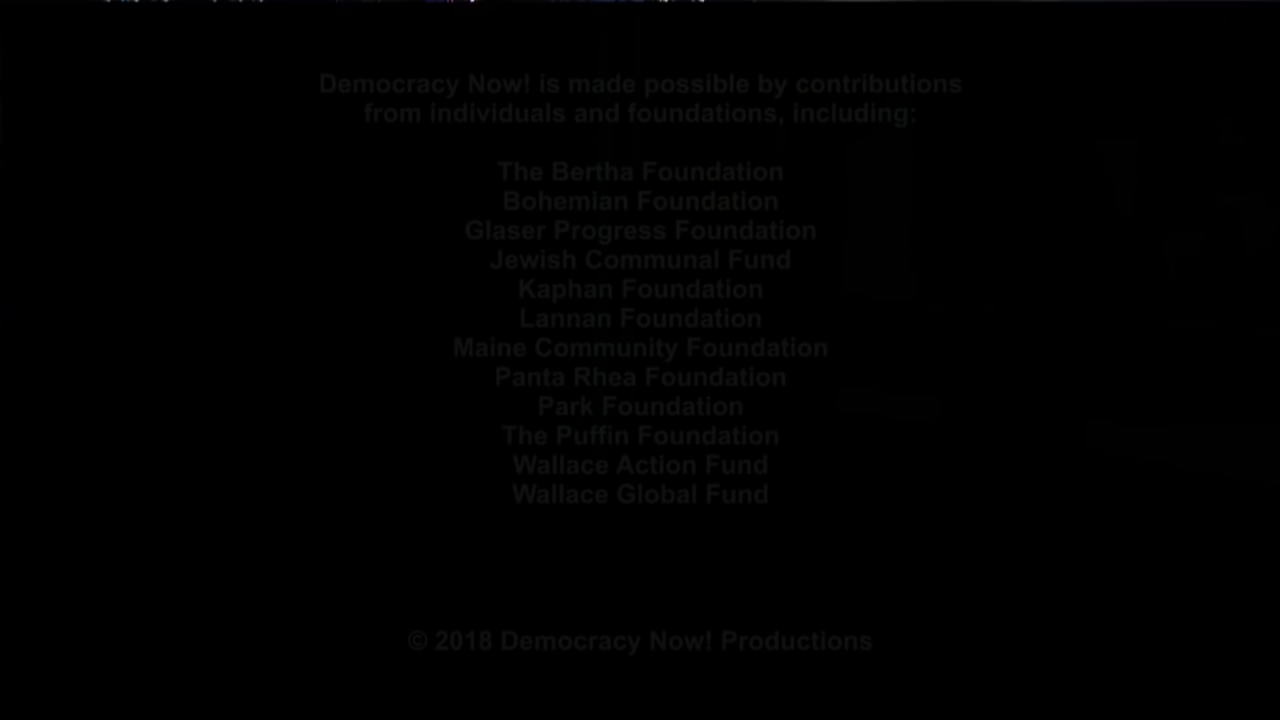 Democracy Now! is made possible by contributions
from individuals and foundations, including:
The Bertha Foundation
Bohemian Foundation
Glaser Progress Foundation
Jewish Communal Fund
Kaphan Foundation
Lannan Foundation
Maine Community Foundation
Panta Rhea Foundation
Park Foundation
The Puffin Foundation
Wallace Action Fund
Wallace Global Fund
© 2018 Democracy Now! Productions